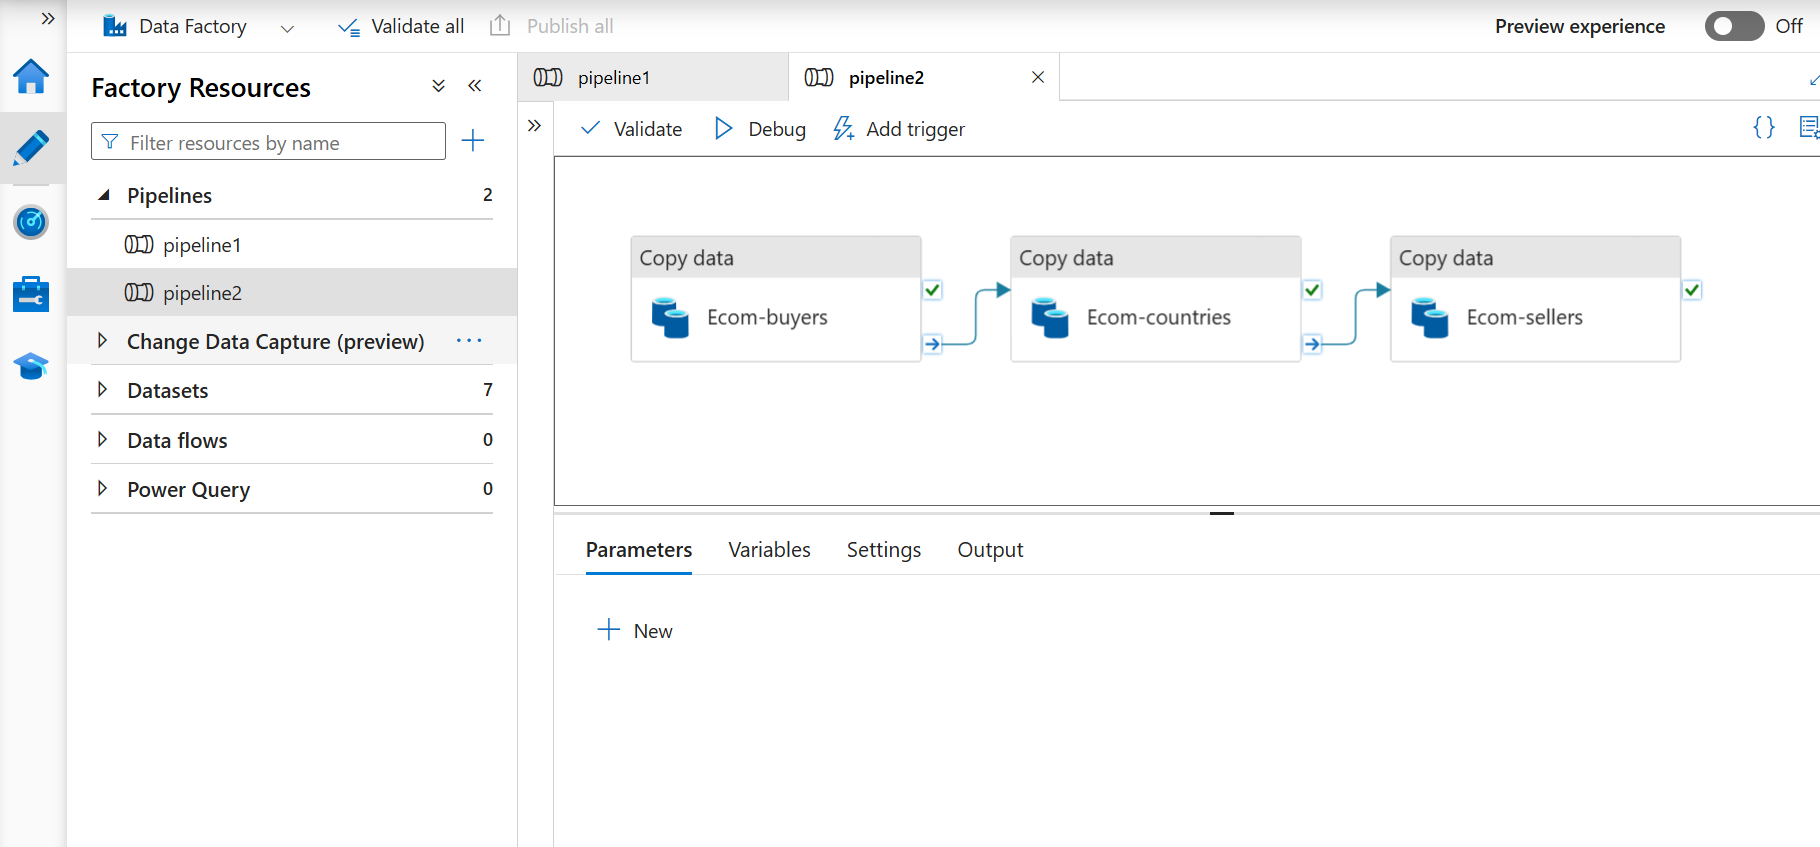 Data Factory
Validate all
Publish all
Preview experience
Off
Factory Resources
Filter resources by name
Pipelines 2
pipeline1
pipeline2
Change Data Capture (preview) ...
Datasets 7
Data flows 0
Power Query 0
pipeline1
pipeline2
Validate
Debug
Add trigger
{}
Copy data
Ecom-buyers
Copy data
Ecom-countries
Copy data
Ecom-sellers
Parameters
Variables
Settings
Output
New